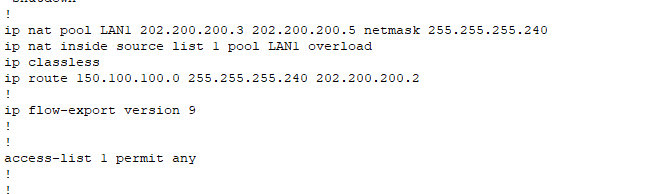 shutdown
!
ip nat pool LAN1 202.200.200.3 202.200.200.5 netmask 255.255.255.240
ip nat inside source list 1 pool LAN1 overload
ip classless
ip route 150.100.100.0 255.255.255.240 202.200.200.2
!
ip flow-export version 9
!
!
access-list 1 permit any
!
!